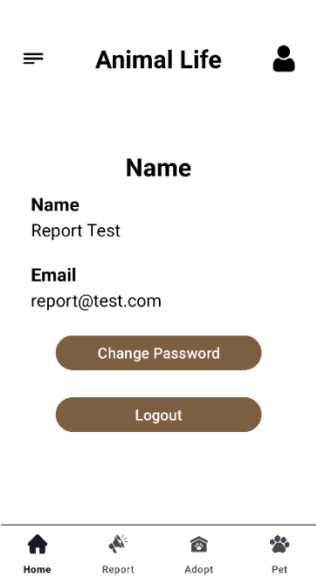 Animal Life
Name
Name
Report Test
Email
report@test.com
Change Password
Logout
Home Report Adopt Pet